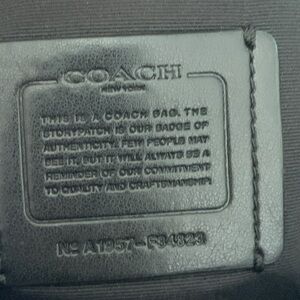 COACH
NEW YORK
THIS IS A COACH BAG. THE
STORYPATCH IS OUR BADGE OF
AUTHENTICITY. FEW PEOPLE MAY
SEE IT, BUT IT WILL ALWAYS BE A
REMINDER OF OUR COMMITMENT
TO QUALITY AND CRAFTSMANSHIP.